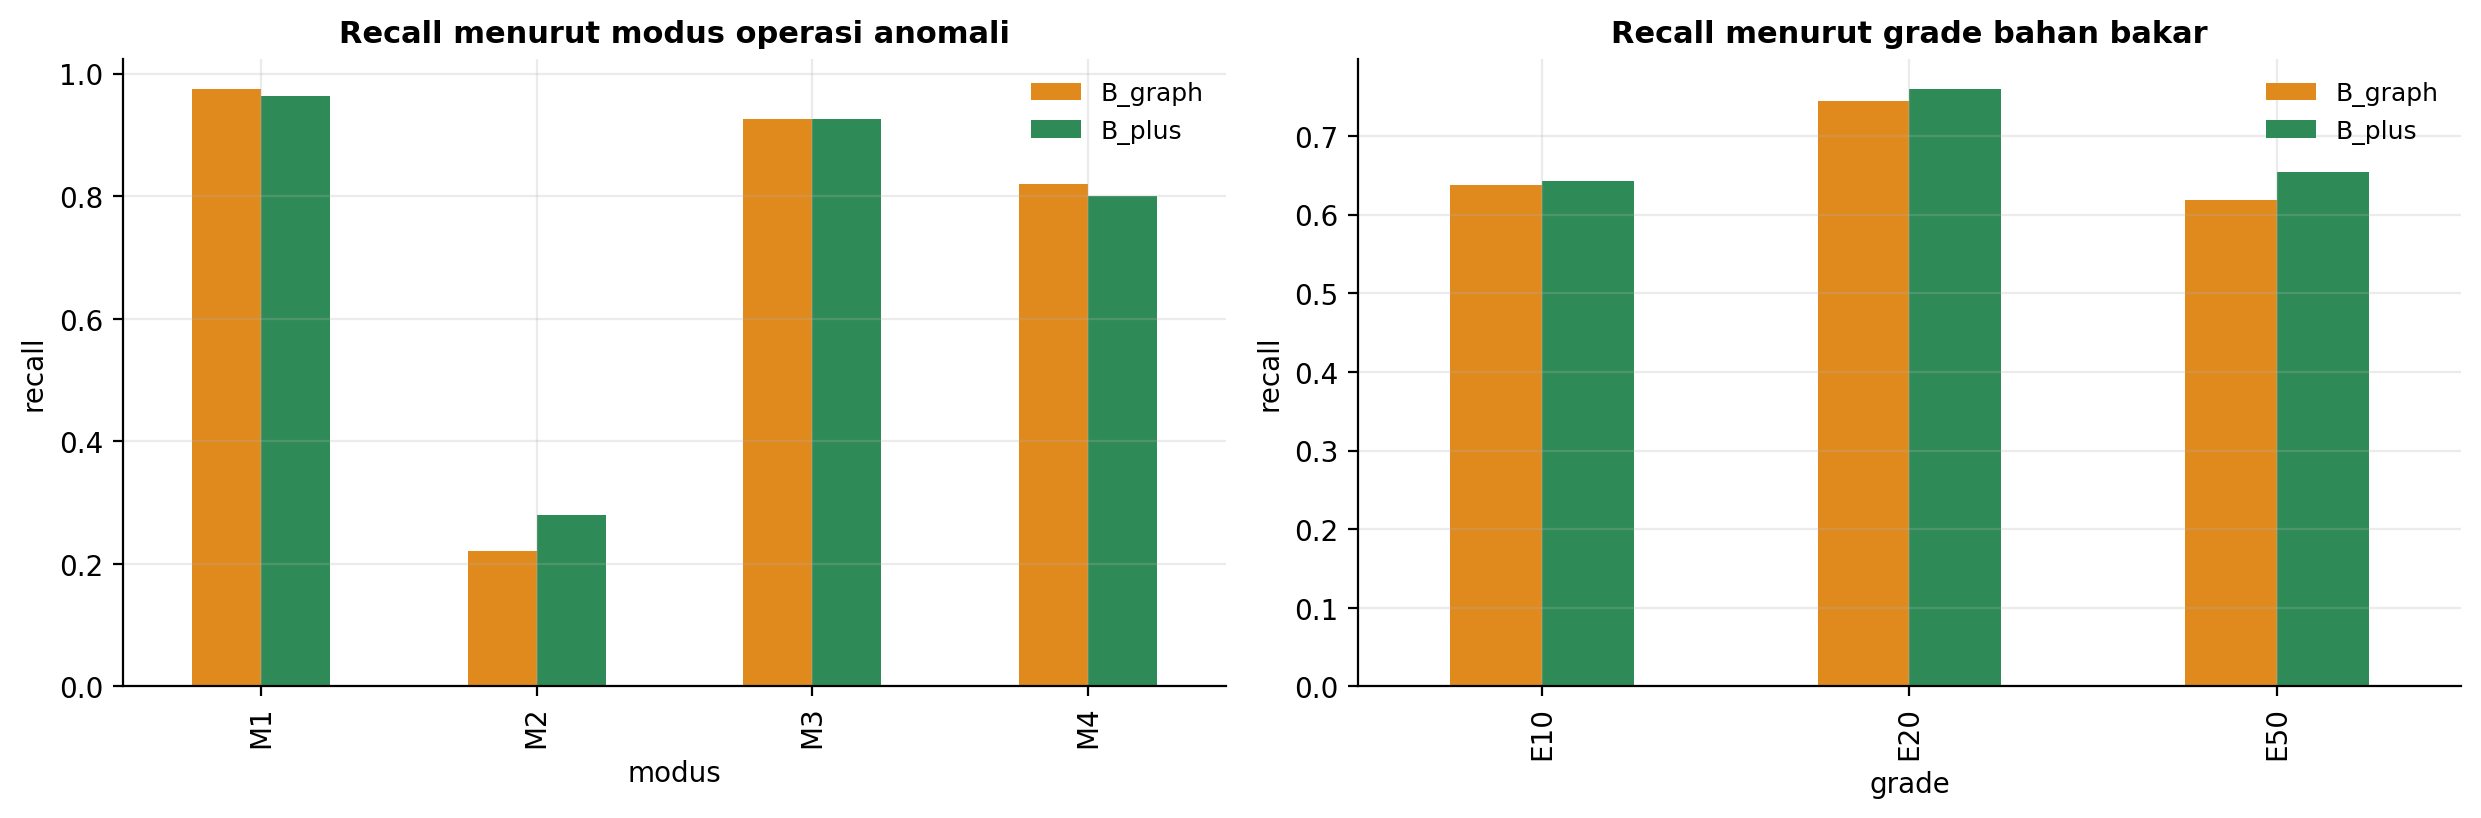 Recall menurut modus operasi anomali
1.0
0.8
0.6
0.4
0.2
0.0
recall
B_graph
B_plus
M1
M2
M3
M4
modus
Recall menurut grade bahan bakar
0.7
0.6
0.5
0.4
0.3
0.2
0.1
0.0
recall
B_graph
B_plus
E10
E20
E50
grade